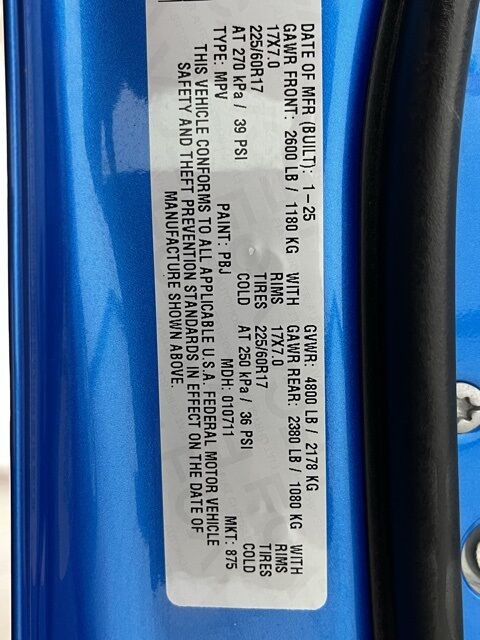 DATE OF MFR (BUILT): 1-25 GVWR: 4800 LB / 2178 KG
GAWR FRONT: 2600 LB / 1180 KG WITH GAWR REAR: 2380 LB / 1080 KG WITH
17X7.0 RIMS 17X7.0 RIMS
225/60R17 TIRES 225/60R17 TIRES
AT 270 kPa / 39 PSI COLD AT 250 kPa / 36 PSI COLD
TYPE: MPV PAINT: PBJ MDH: 010711 MKT: 875
THIS VEHICLE CONFORMS TO ALL APPLICABLE U.S.A. FEDERAL MOTOR VEHICLE
SAFETY AND THEFT PREVENTION STANDARDS IN EFFECT ON THE DATE OF
MANUFACTURE SHOWN ABOVE.